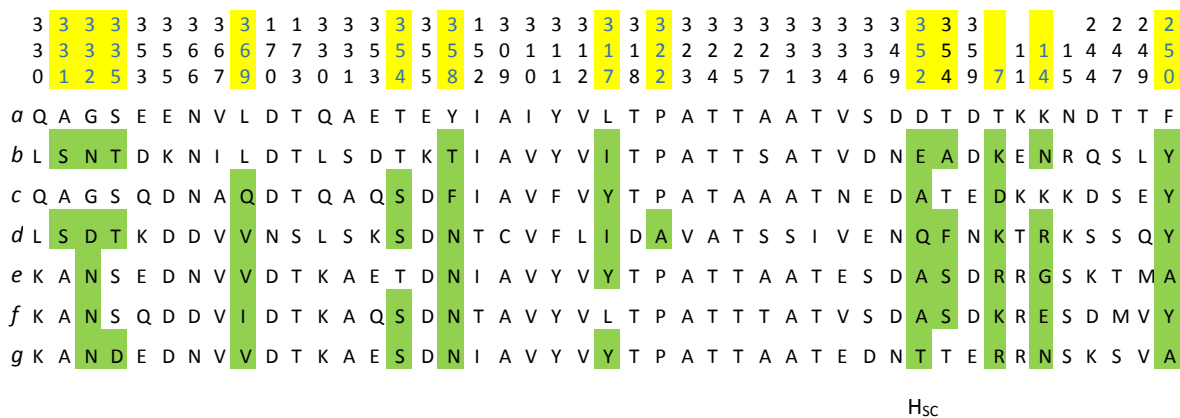 3 3 3 3 3 3 3 3 3 1 1 3 3 3 3 3 3 1 3 3 3 3 3 3 3 3 3 3 3 3 3 3 3 3 3 3 3 2 2 2 2
3 3 3 3 5 5 6 6 6 7 7 3 3 5 5 5 5 5 0 1 1 1 1 1 2 2 2 2 2 3 3 3 3 4 5 5 5 1 1 1 4 4 4 5
0 1 2 5 3 5 6 7 9 0 3 0 1 3 4 5 8 2 9 0 1 2 7 8 2 3 4 5 7 1 3 4 6 9 2 4 9 7 1 4 5 4 7 9 0
a Q A G S E E N V L D T Q A E T E Y I A I Y V L T P A T T A A T V S D D T D T K K N D T T F
b L S N T D K N I L D T L S D T K T I A V Y V I T P A T T S A T V D N E A D K E N R Q S L Y
c Q A G S Q D N A Q D T Q A Q S D F I A V F V Y T P A T A A A T N E D A T E D K K K D S E Y
d L S D T K D D V V N S L S K S D N T C V F L I D A V A T S S I V E N Q F N K T R K S S Q Y
e K A N S E D N V V D T K A E T D N I A V Y V Y T P A T T A A T E S D A S D R R G S K T M A
f K A N S Q D D V I D T K A Q S D N T A V Y V L T P A T T T A T V S D A S D K R E S D M V Y
g K A N D E D N V V D T K A E S D N I A V Y V Y T P A T T A A T E D N T T E R R N S K S V A
HSC